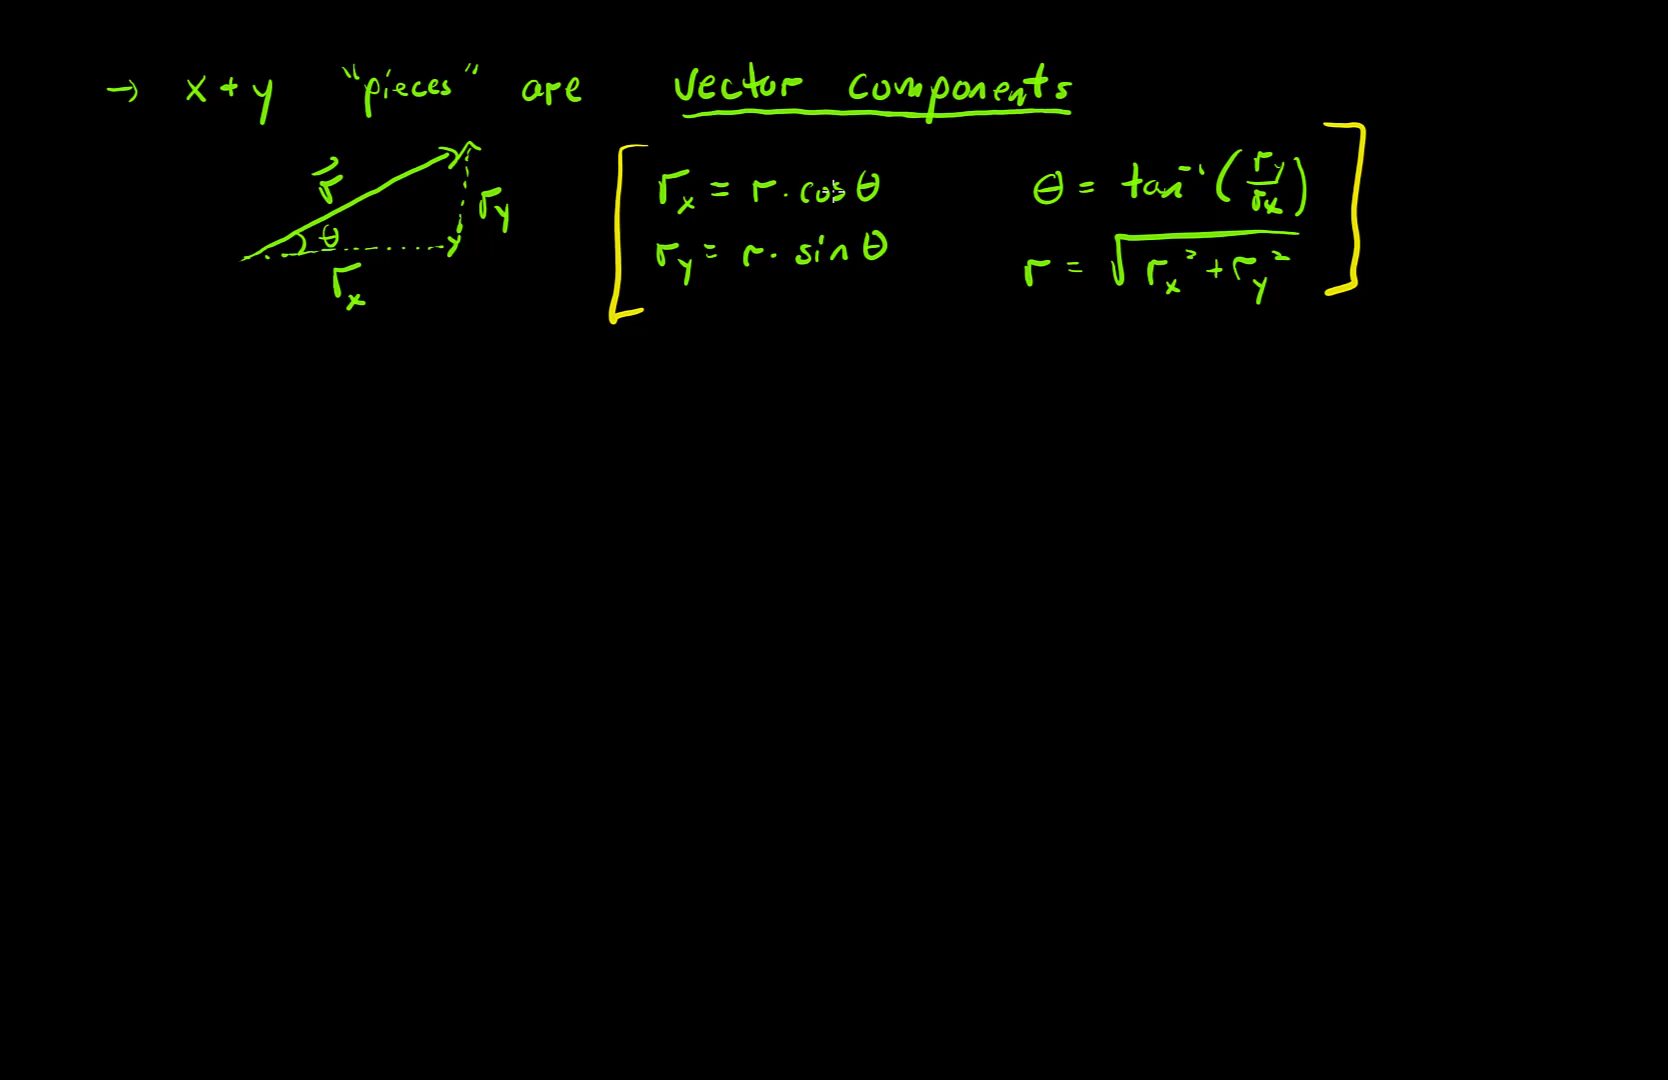 → x + y "pieces" are vector components
r⃗
θ
r_y
r_x
r_x = r · cos θ
r_y = r · sin θ
θ = tan⁻¹ (r_y/r_x)
r = √(r_x² + r_y²)